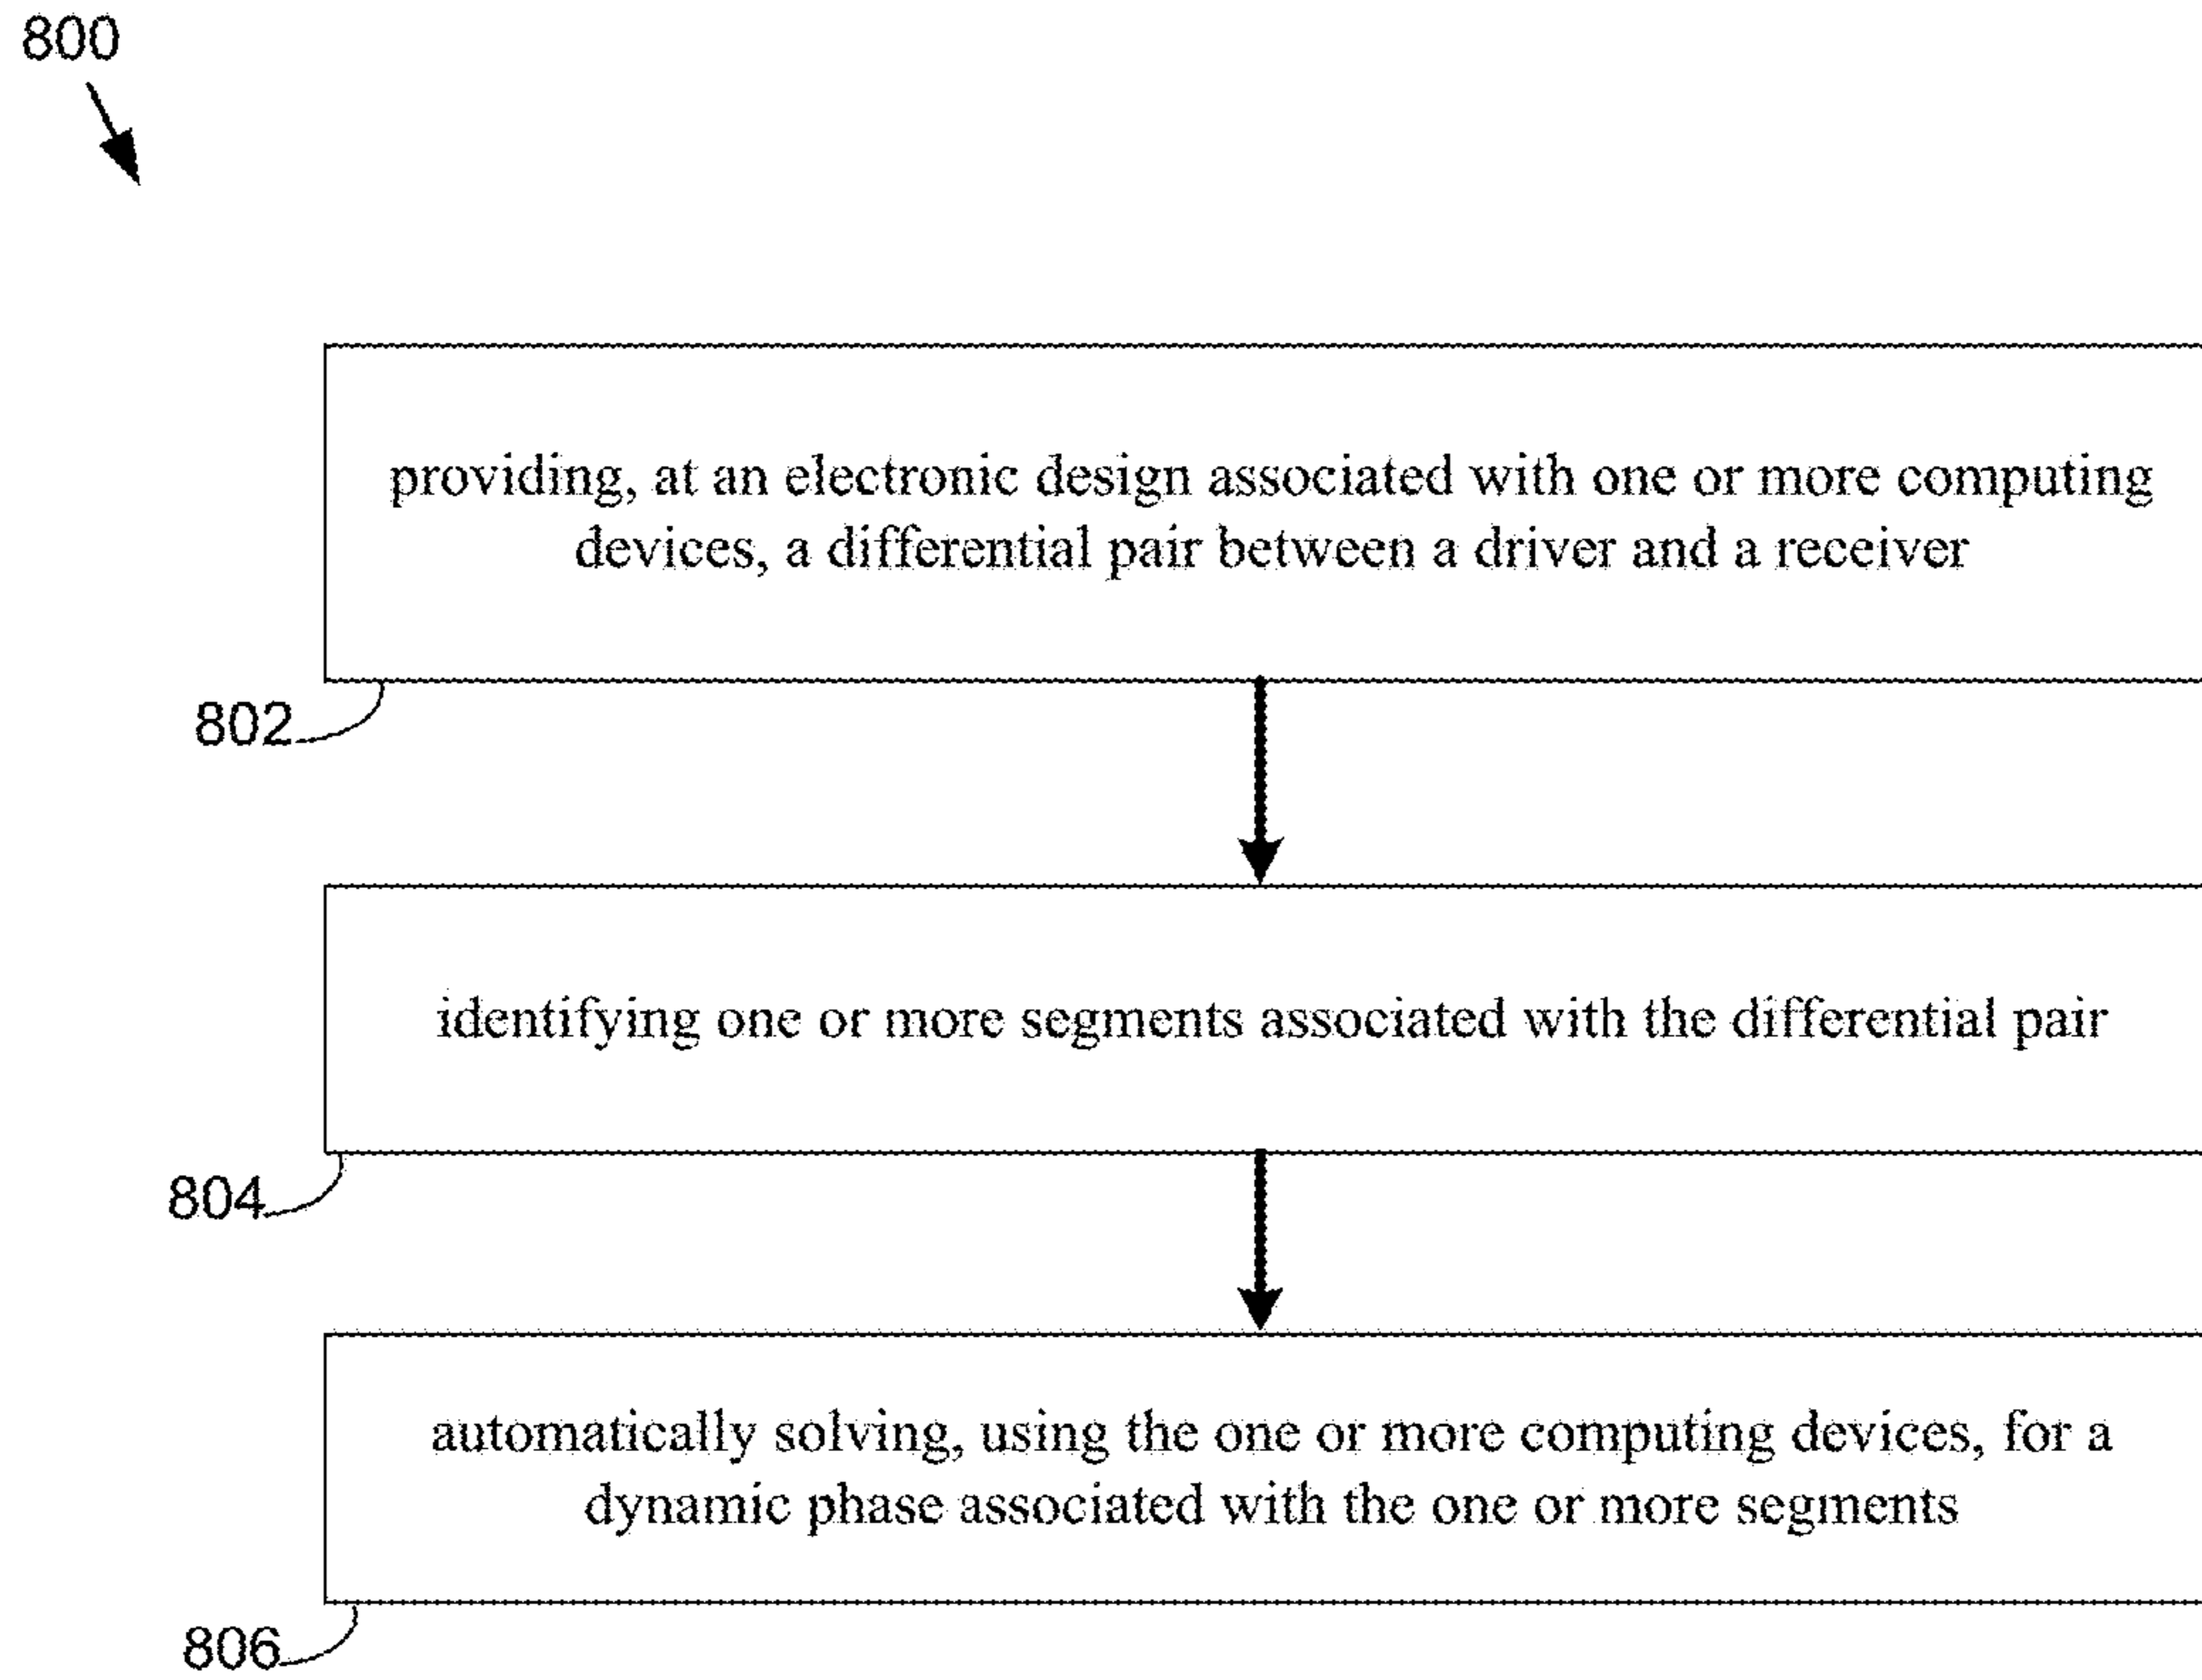 800
providing, at an electronic design associated with one or more computing
devices, a differential pair between a driver and a receiver
802
identifying one or more segments associated with the differential pair
804
automatically solving, using the one or more computing devices, for a
dynamic phase associated with the one or more segments
806